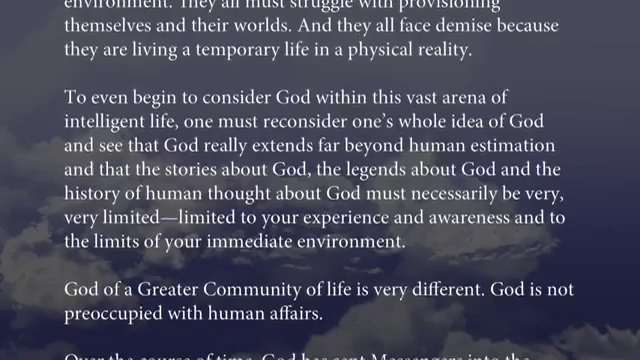 environment. They all must struggle with provisioning
themselves and their worlds. And they all face demise because
they are living a temporary life in a physical reality.
To even begin to consider God within this vast arena of
intelligent life, one must reconsider one’s whole idea of God
and see that God really extends far beyond human estimation
and that the stories about God, the legends about God and the
history of human thought about God must necessarily be very,
very limited—limited to your experience and awareness and to
the limits of your immediate environment.
God of a Greater Community of life is very different. God is not
preoccupied with human affairs.
Over the course of time, God has sent Messengers into the